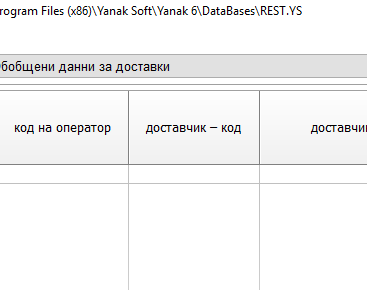 rogram Files (x86)\Yanak Soft\Yanak 6\DataBases\REST.YS
бобщени данни за доставки
код на оператор доставчик – код доставчи